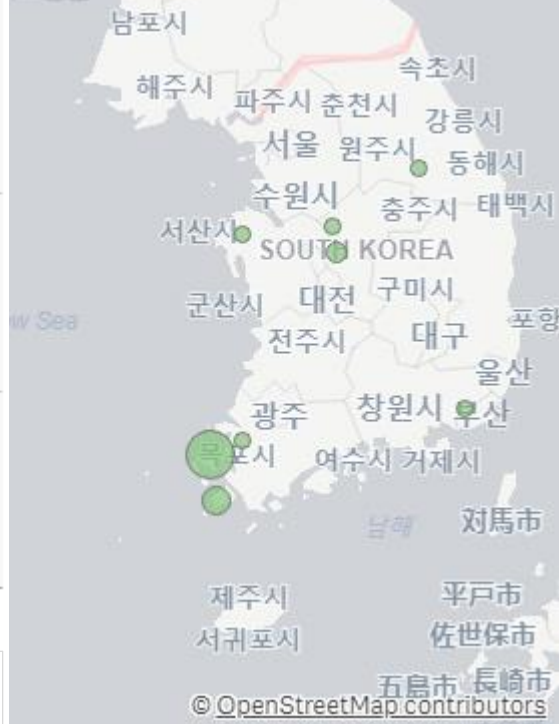 남포시
해주시
속초시
파주시 춘천시
강릉시
서울 원주시
동해시
수원시
충주시 태백시
서산시
SOUTH KOREA
군산시 대전 구미시
w Sea
전주시 대구 포항
울산
광주 창원시 부산
목포시 여수시 거제시
남해 対馬市
제주시 平戸市
서귀포시 佐世保市
五島市 長崎市
© OpenStreetMap contributors